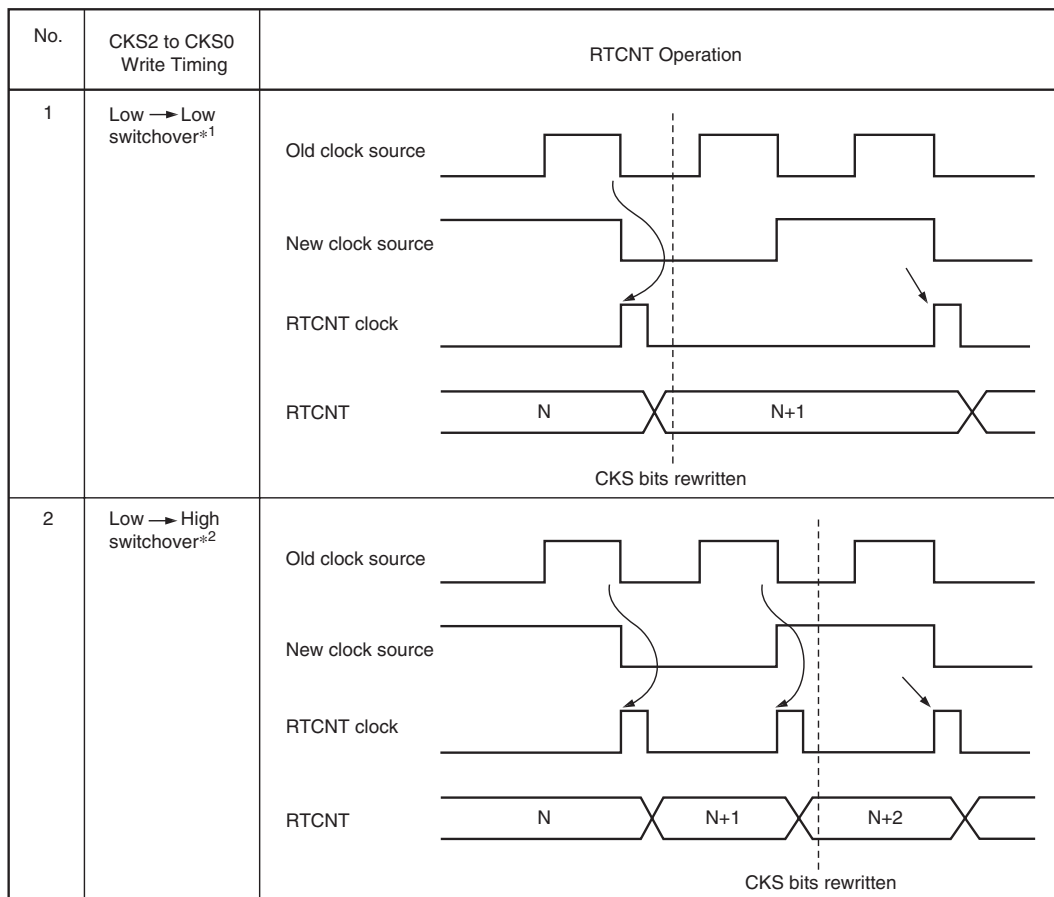 No.
CKS2 to CKS0
Write Timing
RTCNT Operation
1
Low → Low
switchover*1
Old clock source
New clock source
RTCNT clock
RTCNT
N
N+1
CKS bits rewritten
2
Low → High
switchover*2
Old clock source
New clock source
RTCNT clock
RTCNT
N
N+1
N+2
CKS bits rewritten